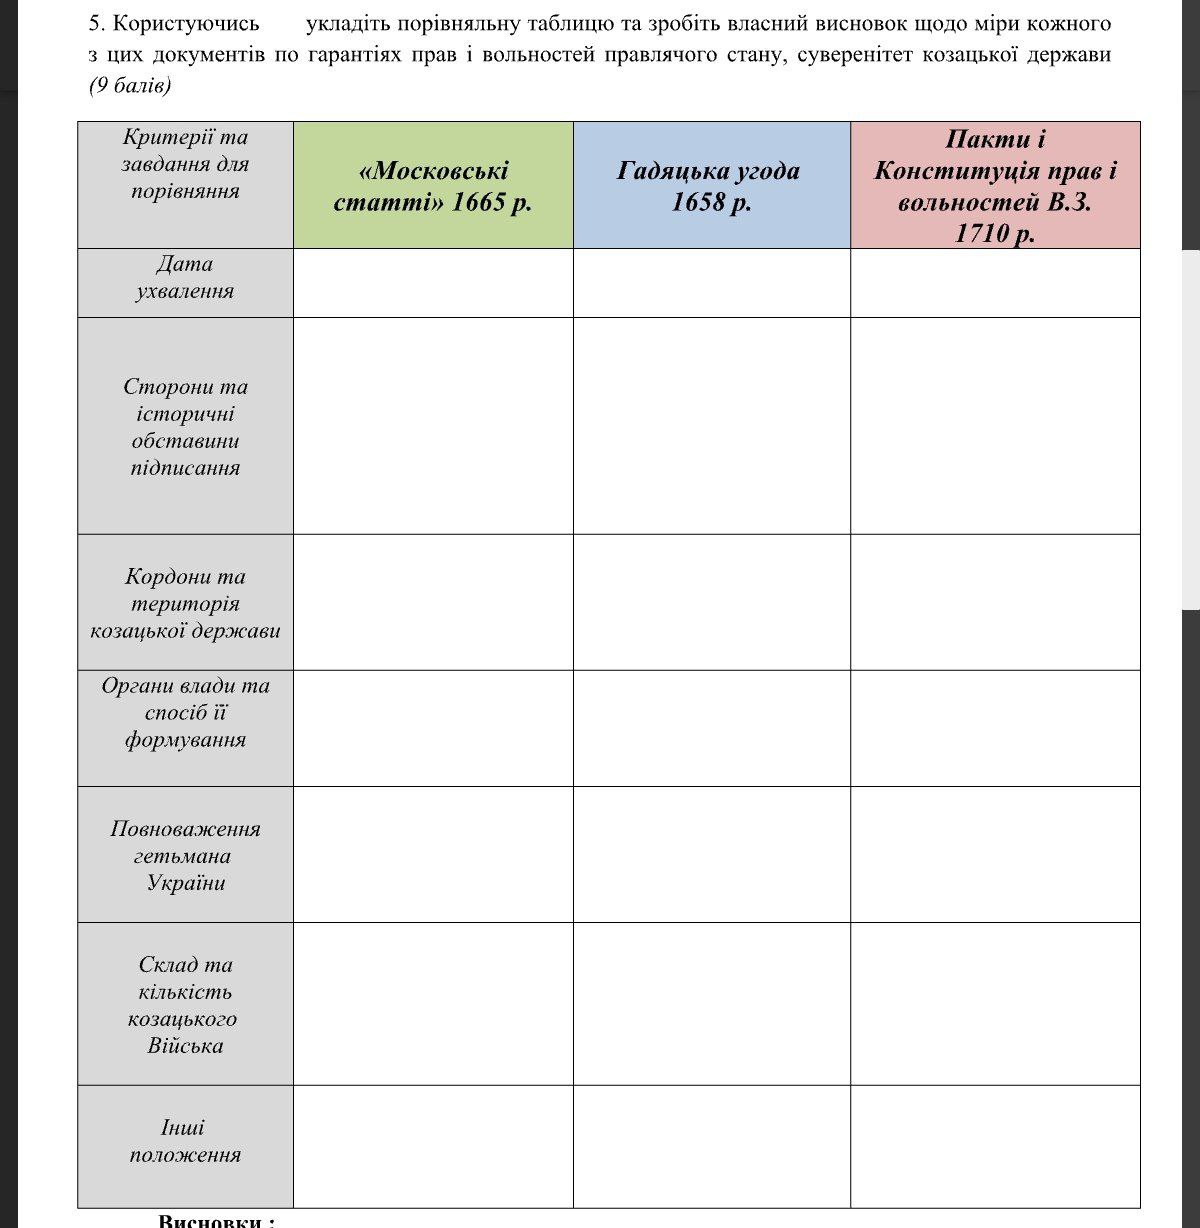 5. Користуючись укладіть порівняльну таблицю та зробіть власний висновок щодо міри кожного
з цих документів по гарантіях прав і вольностей правлячого стану, суверенітет козацької держави
(9 балів)
Критерії та
завдання для
порівняння
«Московські
статті» 1665 р.
Гадяцька угода
1658 р.
Пакти і
Конституція прав і
вольностей В.З.
1710 р.
Дата
ухвалення
Сторони та
історичні
обставини
підписання
Кордони та
територія
козацької держави
Органи влади та
спосіб її
формування
Повноваження
гетьмана
України
Склад та
кількість
козацького
Війська
Інші
положення
Висновки :